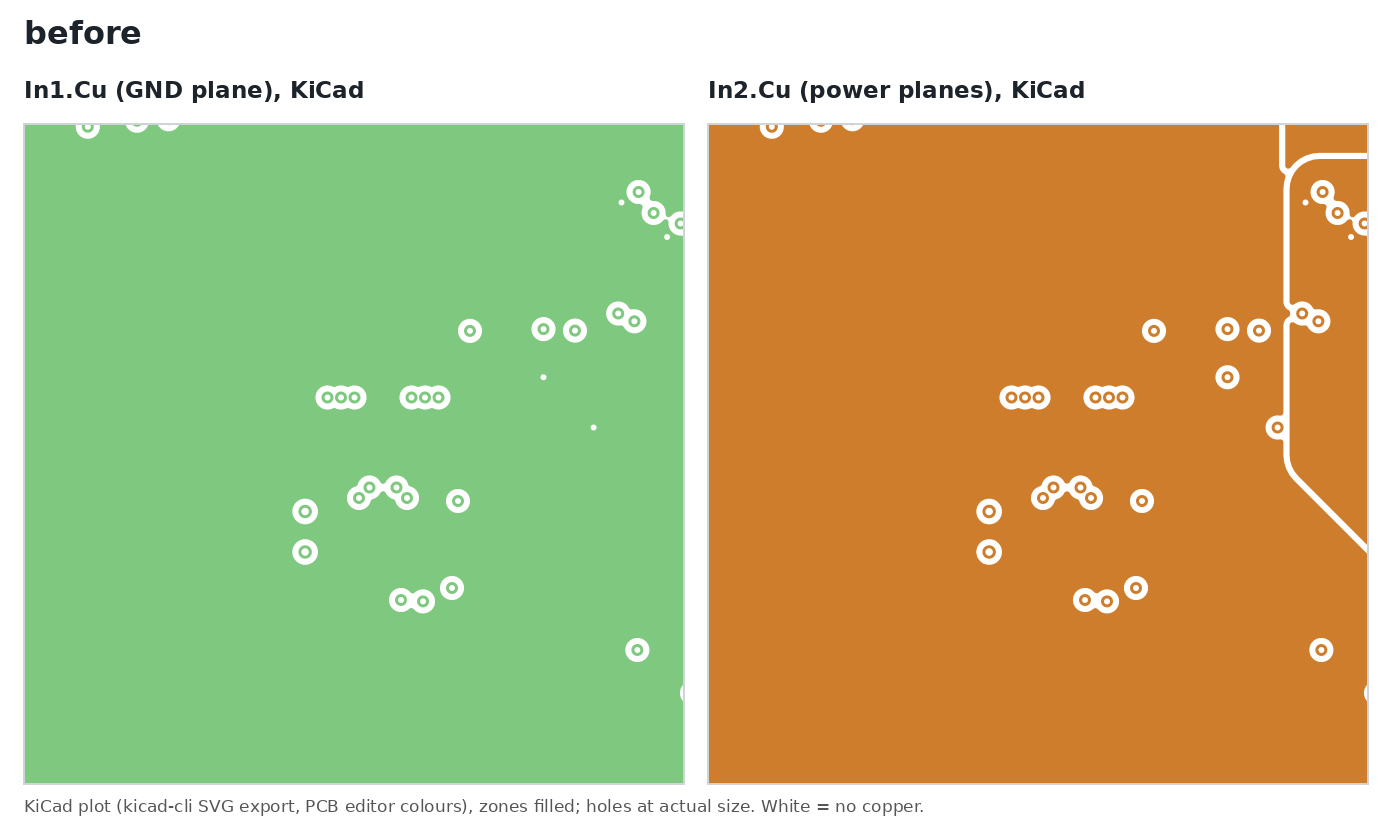 before
In1.Cu (GND plane), KiCad
In2.Cu (power planes), KiCad
KiCad plot (kicad-cli SVG export, PCB editor colours), zones filled; holes at actual size. White = no copper.